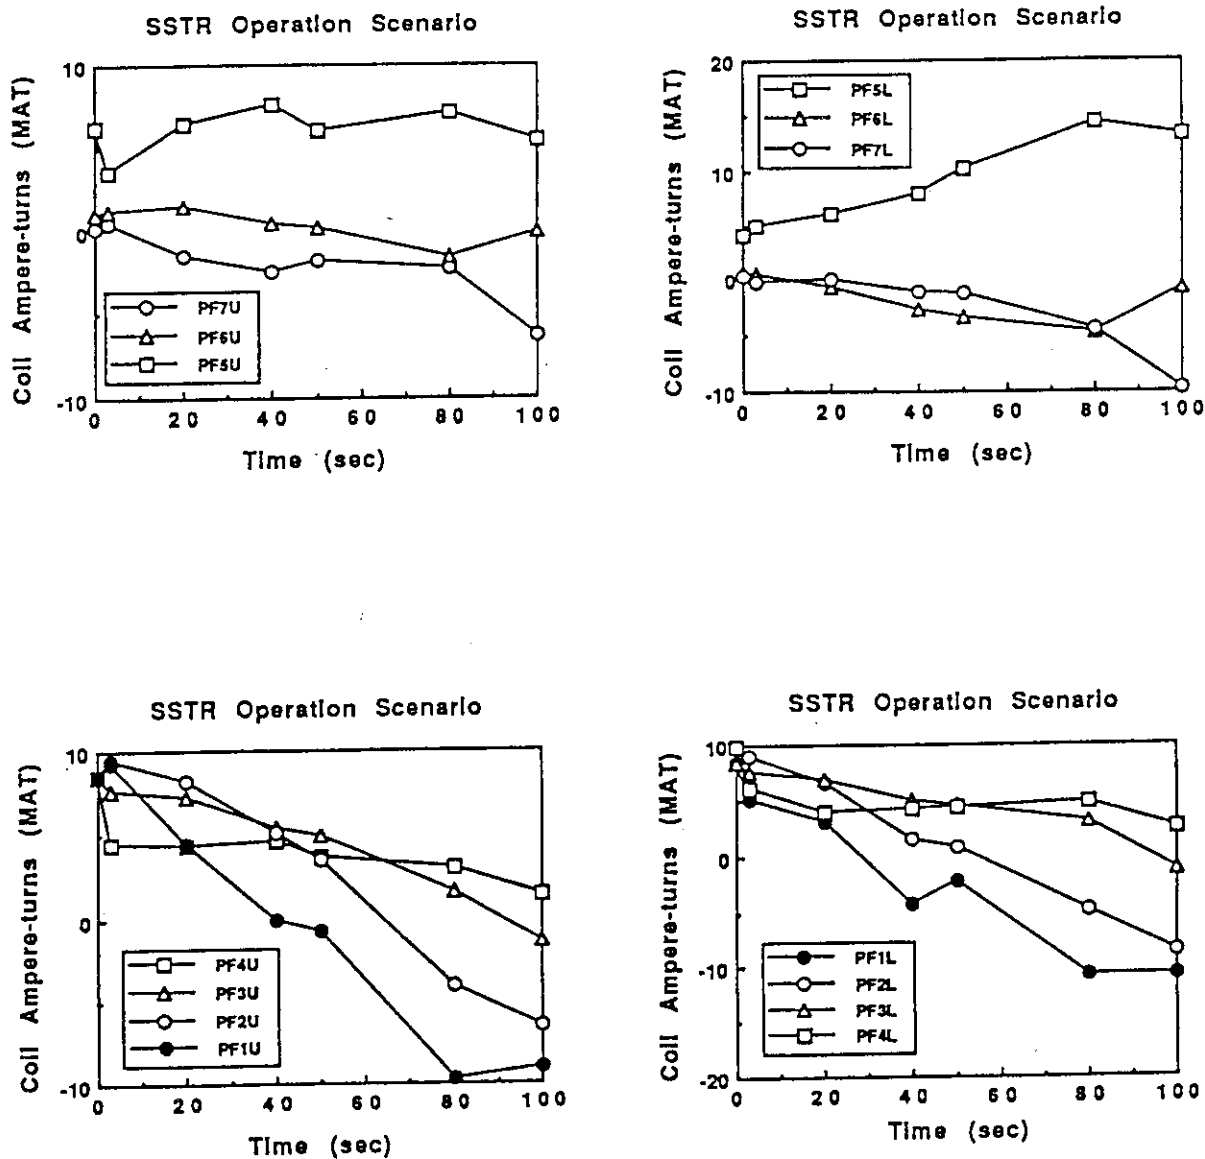 SSTR Operation Scenario
Coil Ampere-turns (MAT)
10
0
-10
PF7U
PF6U
PF5U
0 20 40 60 80 100
Time (sec)
SSTR Operation Scenario
Coil Ampere-turns (MAT)
20
10
0
-10
PF5L
PF6L
PF7L
0 20 40 60 80 100
Time (sec)
SSTR Operation Scenario
Coil Ampere-turns (MAT)
10
0
-10
PF4U
PF3U
PF2U
PF1U
0 20 40 60 80 100
Time (sec)
SSTR Operation Scenario
Coil Ampere-turns (MAT)
10
0
-10
-20
PF1L
PF2L
PF3L
PF4L
0 20 40 60 80 100
Time (sec)